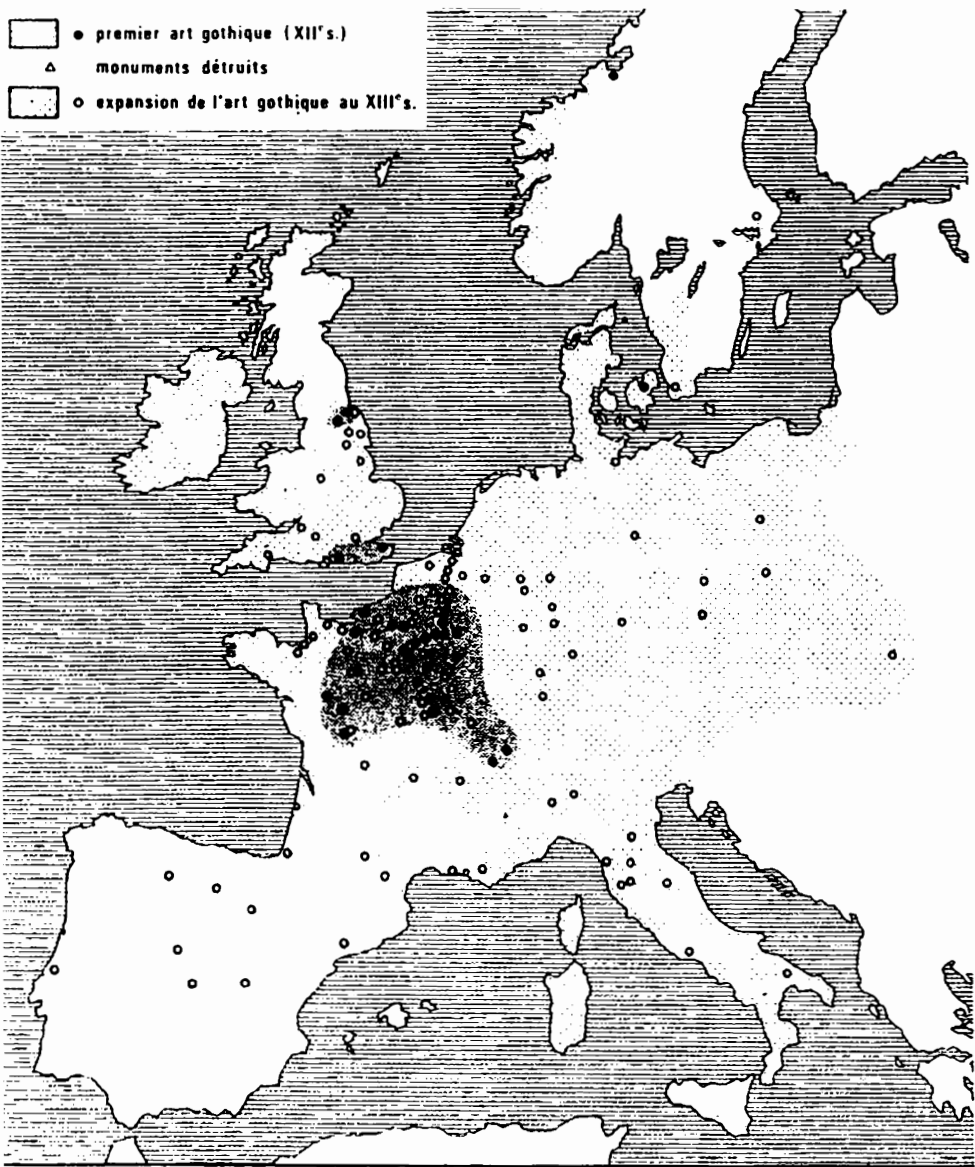 premier art gothique (XIIᵉ s.)
monuments détruits
expansion de l'art gothique au XIIIᵉ s.